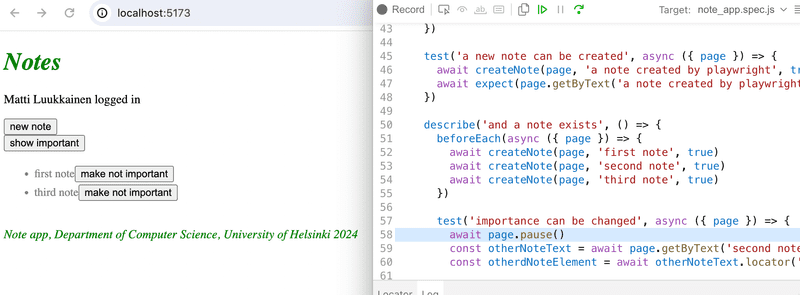 localhost:5173
Notes
Matti Luukkainen logged in
new note
show important
first note make not important
third note make not important
Note app, Department of Computer Science, University of Helsinki 2024
Record
Target: note_app.spec.js
43 })
44
45 test('a new note can be created', async ({ page }) => {
46 await createNote(page, 'a note created by playwright', tr
47 await expect(page.getByText('a note created by playwright
48 })
49
50 describe('and a note exists', () => {
51 beforeEach(async ({ page }) => {
52 await createNote(page, 'first note', true)
53 await createNote(page, 'second note', true)
54 await createNote(page, 'third note', true)
55 })
56
57 test('importance can be changed', async ({ page }) => {
58 await page.pause()
59 const otherNoteText = await page.getByText('second note
60 const otherdNoteElement = await otherNoteText.locator('
61
Locator Log